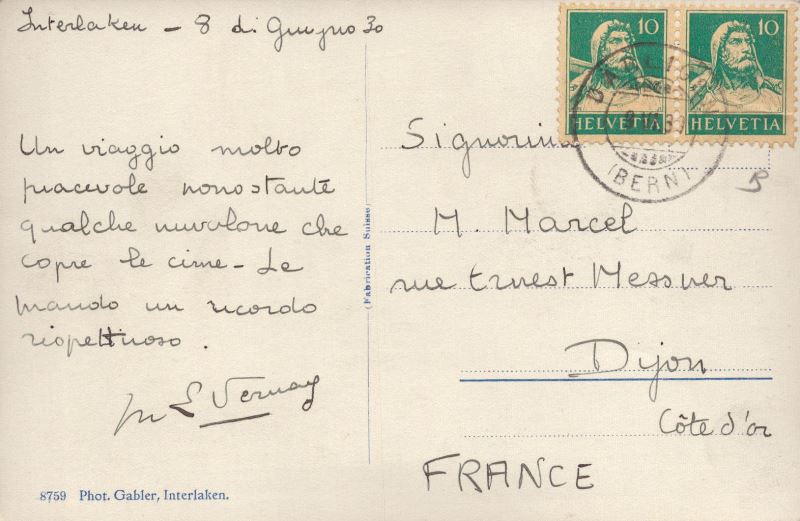 Interlaken - 8 di Giugno 30
Un viaggio molto
piacevole nonostante
qualche nuvolone che
copre le cime - Le
mando un ricordo
rispettuoso.
E Vernay
8759 Phot. Gabler, Interlaken.
(Fabrication Suisse)
10
HELVETIA
10
HELVETIA
(BERN)
Signorina
M. Marcel
rue Ernest Messner
Dijon
Côte d'or
FRANCE
B